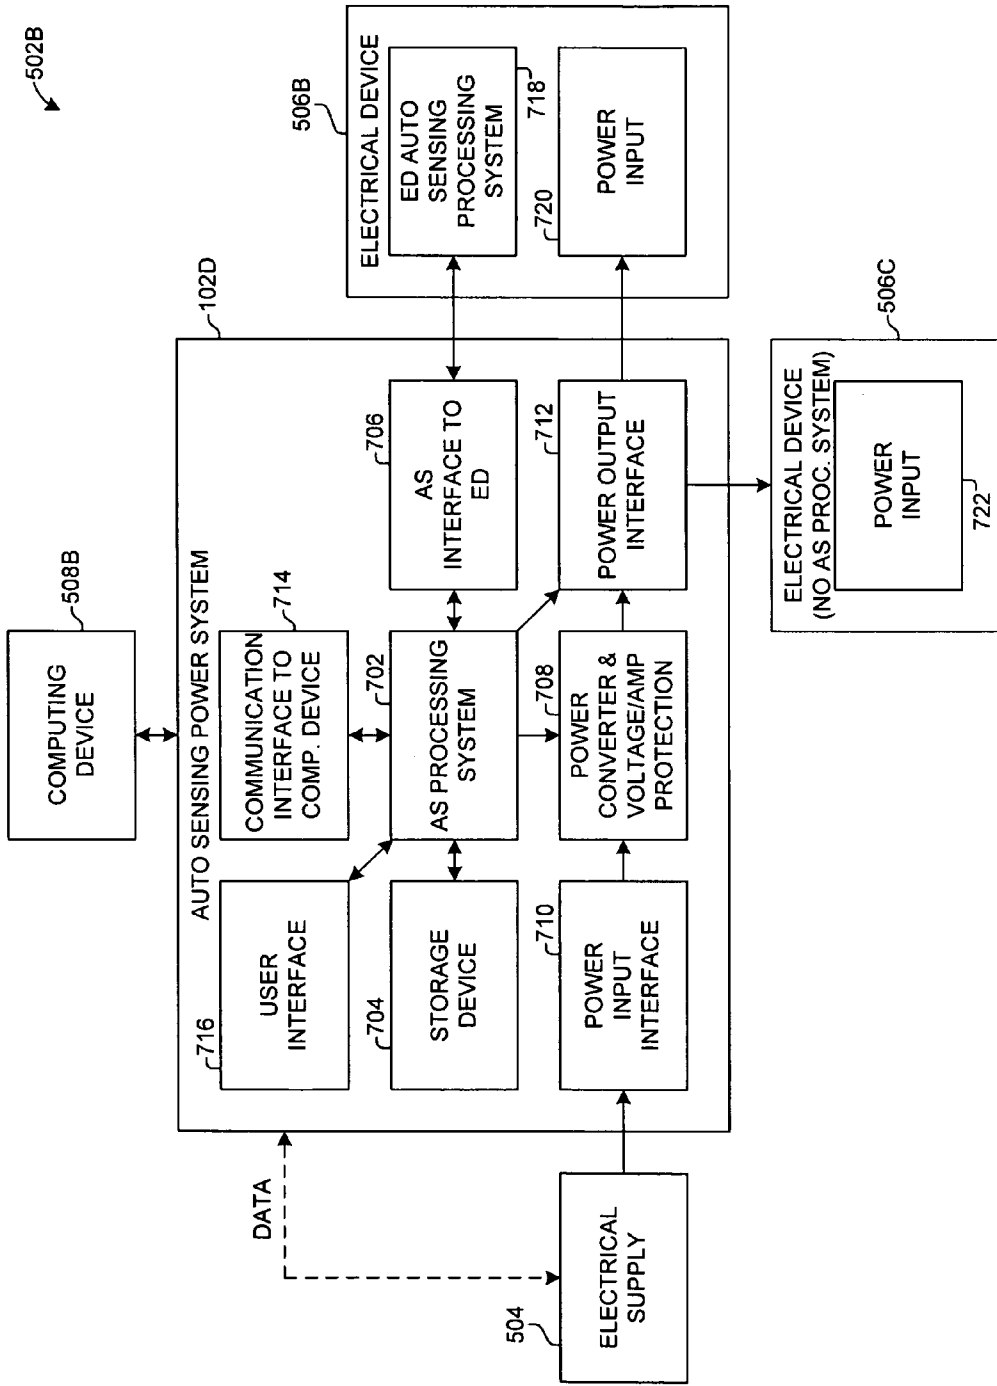 502B
COMPUTING
DEVICE
508B
AUTO SENSING POWER SYSTEM
102D
716
USER
INTERFACE
COMMUNICATION
INTERFACE TO
COMP. DEVICE
714
704
STORAGE
DEVICE
702
AS PROCESSING
SYSTEM
706
AS
INTERFACE TO
ED
710
POWER
INPUT
INTERFACE
708
POWER
CONVERTER &
VOLTAGE/AMP
PROTECTION
712
POWER OUTPUT
INTERFACE
DATA
504
ELECTRICAL
SUPPLY
506B
ELECTRICAL DEVICE
ED AUTO
SENSING
PROCESSING
SYSTEM
718
720
POWER
INPUT
506C
ELECTRICAL DEVICE
(NO AS PROC. SYSTEM)
POWER
INPUT
722